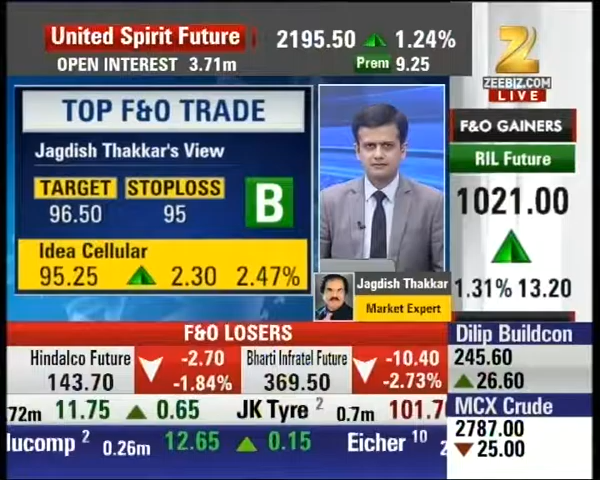 United Spirit Future 2195.50 1.24%
OPEN INTEREST 3.71m Prem 9.25
Z
ZEEBIZ.COM
LIVE
TOP F&O TRADE
Jagdish Thakkar's View
TARGET STOPLOSS
96.50 95
B
Idea Cellular
95.25 2.30 2.47%
Jagdish Thakkar
Market Expert
F&O GAINERS
RIL Future
1021.00
1.31% 13.20
F&O LOSERS
Hindalco Future -2.70 Bharti Infratel Future -10.40
143.70 -1.84% 369.50 -2.73%
72m 11.75 0.65 JK Tyre 2 0.7m 101.7
lucomp 2 0.26m 12.65 0.15 Eicher 10
Dilip Buildcon
245.60
26.60
MCX Crude
2787.00
25.00